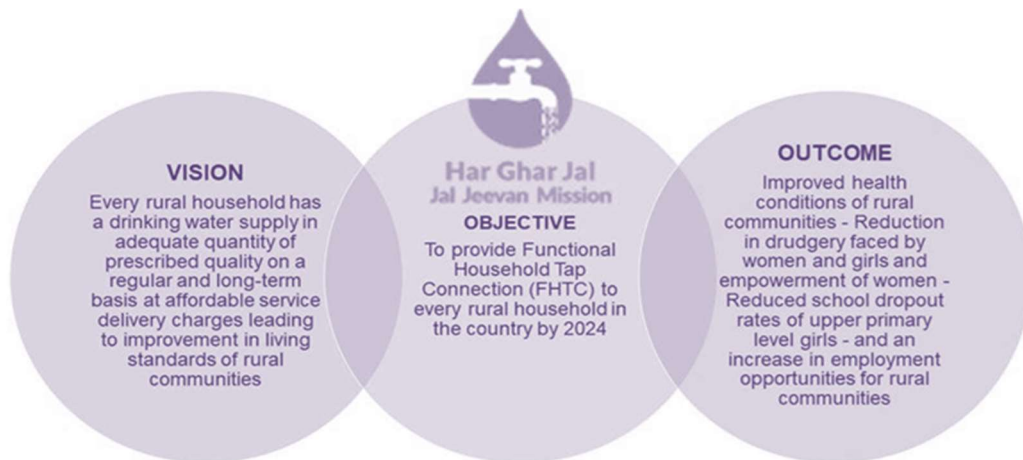 VISION
Every rural household has
a drinking water supply in
adequate quantity of
prescribed quality on a
regular and long-term
basis at affordable service
delivery charges leading
to improvement in living
standards of rural
communities
Har Ghar Jal
Jal Jeevan Mission
OBJECTIVE
To provide Functional
Household Tap
Connection (FHTC) to
every rural household in
the country by 2024
OUTCOME
Improved health
conditions of rural
communities - Reduction
in drudgery faced by
women and girls and
empowerment of women -
Reduced school dropout
rates of upper primary
level girls - and an
increase in employment
opportunities for rural
communities